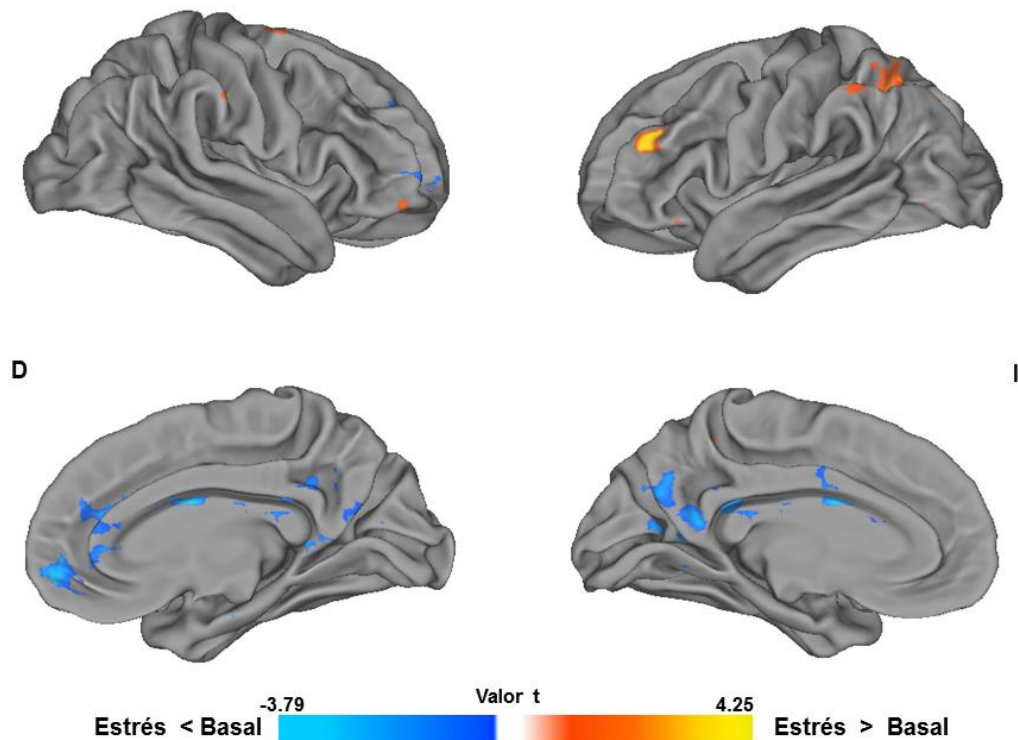 D
I
Valor t
-3.79
4.25
Estrés < Basal
Estrés > Basal